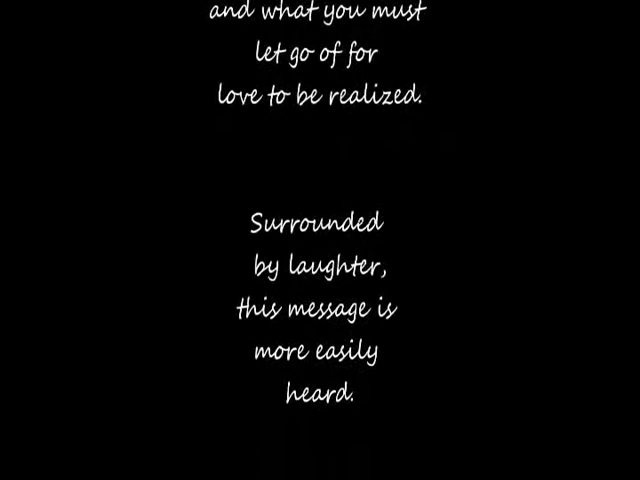 and what you must
let go of for
love to be realized.
Surrounded
by laughter,
this message is
more easily
heard.